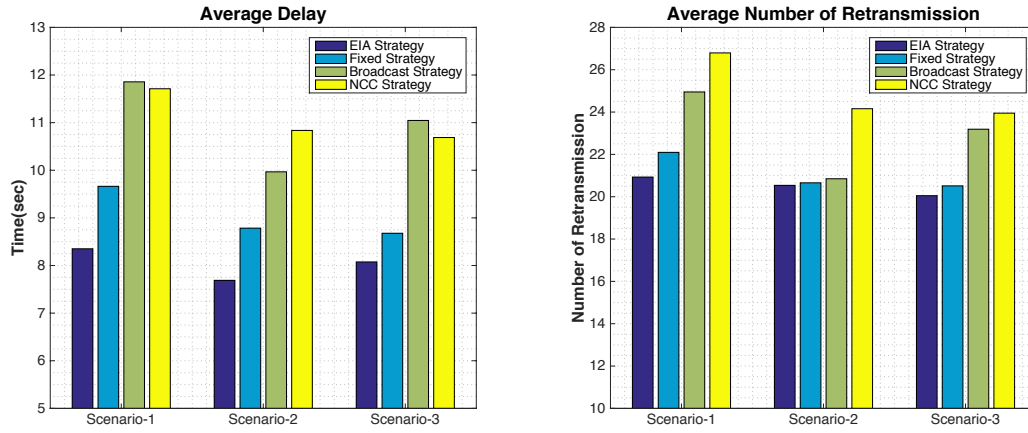 Average Delay
13
12
11
10
9
8
7
6
5
Time(sec)
EIA Strategy
Fixed Strategy
Broadcast Strategy
NCC Strategy
Scenario-1 Scenario-2 Scenario-3
Average Number of Retransmission
28
26
24
22
20
18
16
14
12
10
Number of Retransmission
EIA Strategy
Fixed Strategy
Broadcast Strategy
NCC Strategy
Scenario-1 Scenario-2 Scenario-3